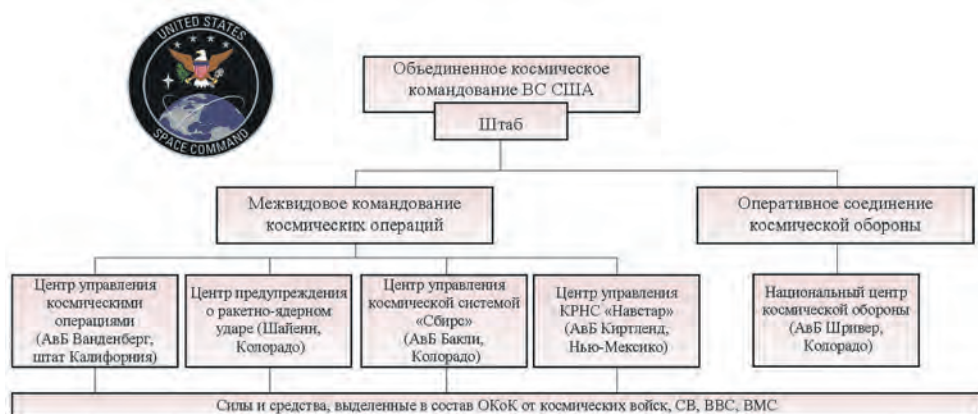 UNITED STATES
SPACE COMMAND
Объединенное космическое
командование ВС США
Штаб
Межвидовое командование
космических операций
Оперативное соединение
космической обороны
Центр управления
космическими
операциями
(АвБ Ванденберг,
штат Калифорния)
Центр предупреждения
о ракетно-ядерном
ударе (Шайенн,
Колорадо)
Центр управления
космической системой
«Сбирс»
(АвБ Бакли,
Колорадо)
Центр управления
КРНС «Навстар»
(АвБ Киртленд,
Нью-Мексико)
Национальный центр
космической обороны
(АвБ Шривер,
Колорадо)
Силы и средства, выделенные в состав ОКоК от космических войск, СВ, ВВС, ВМС